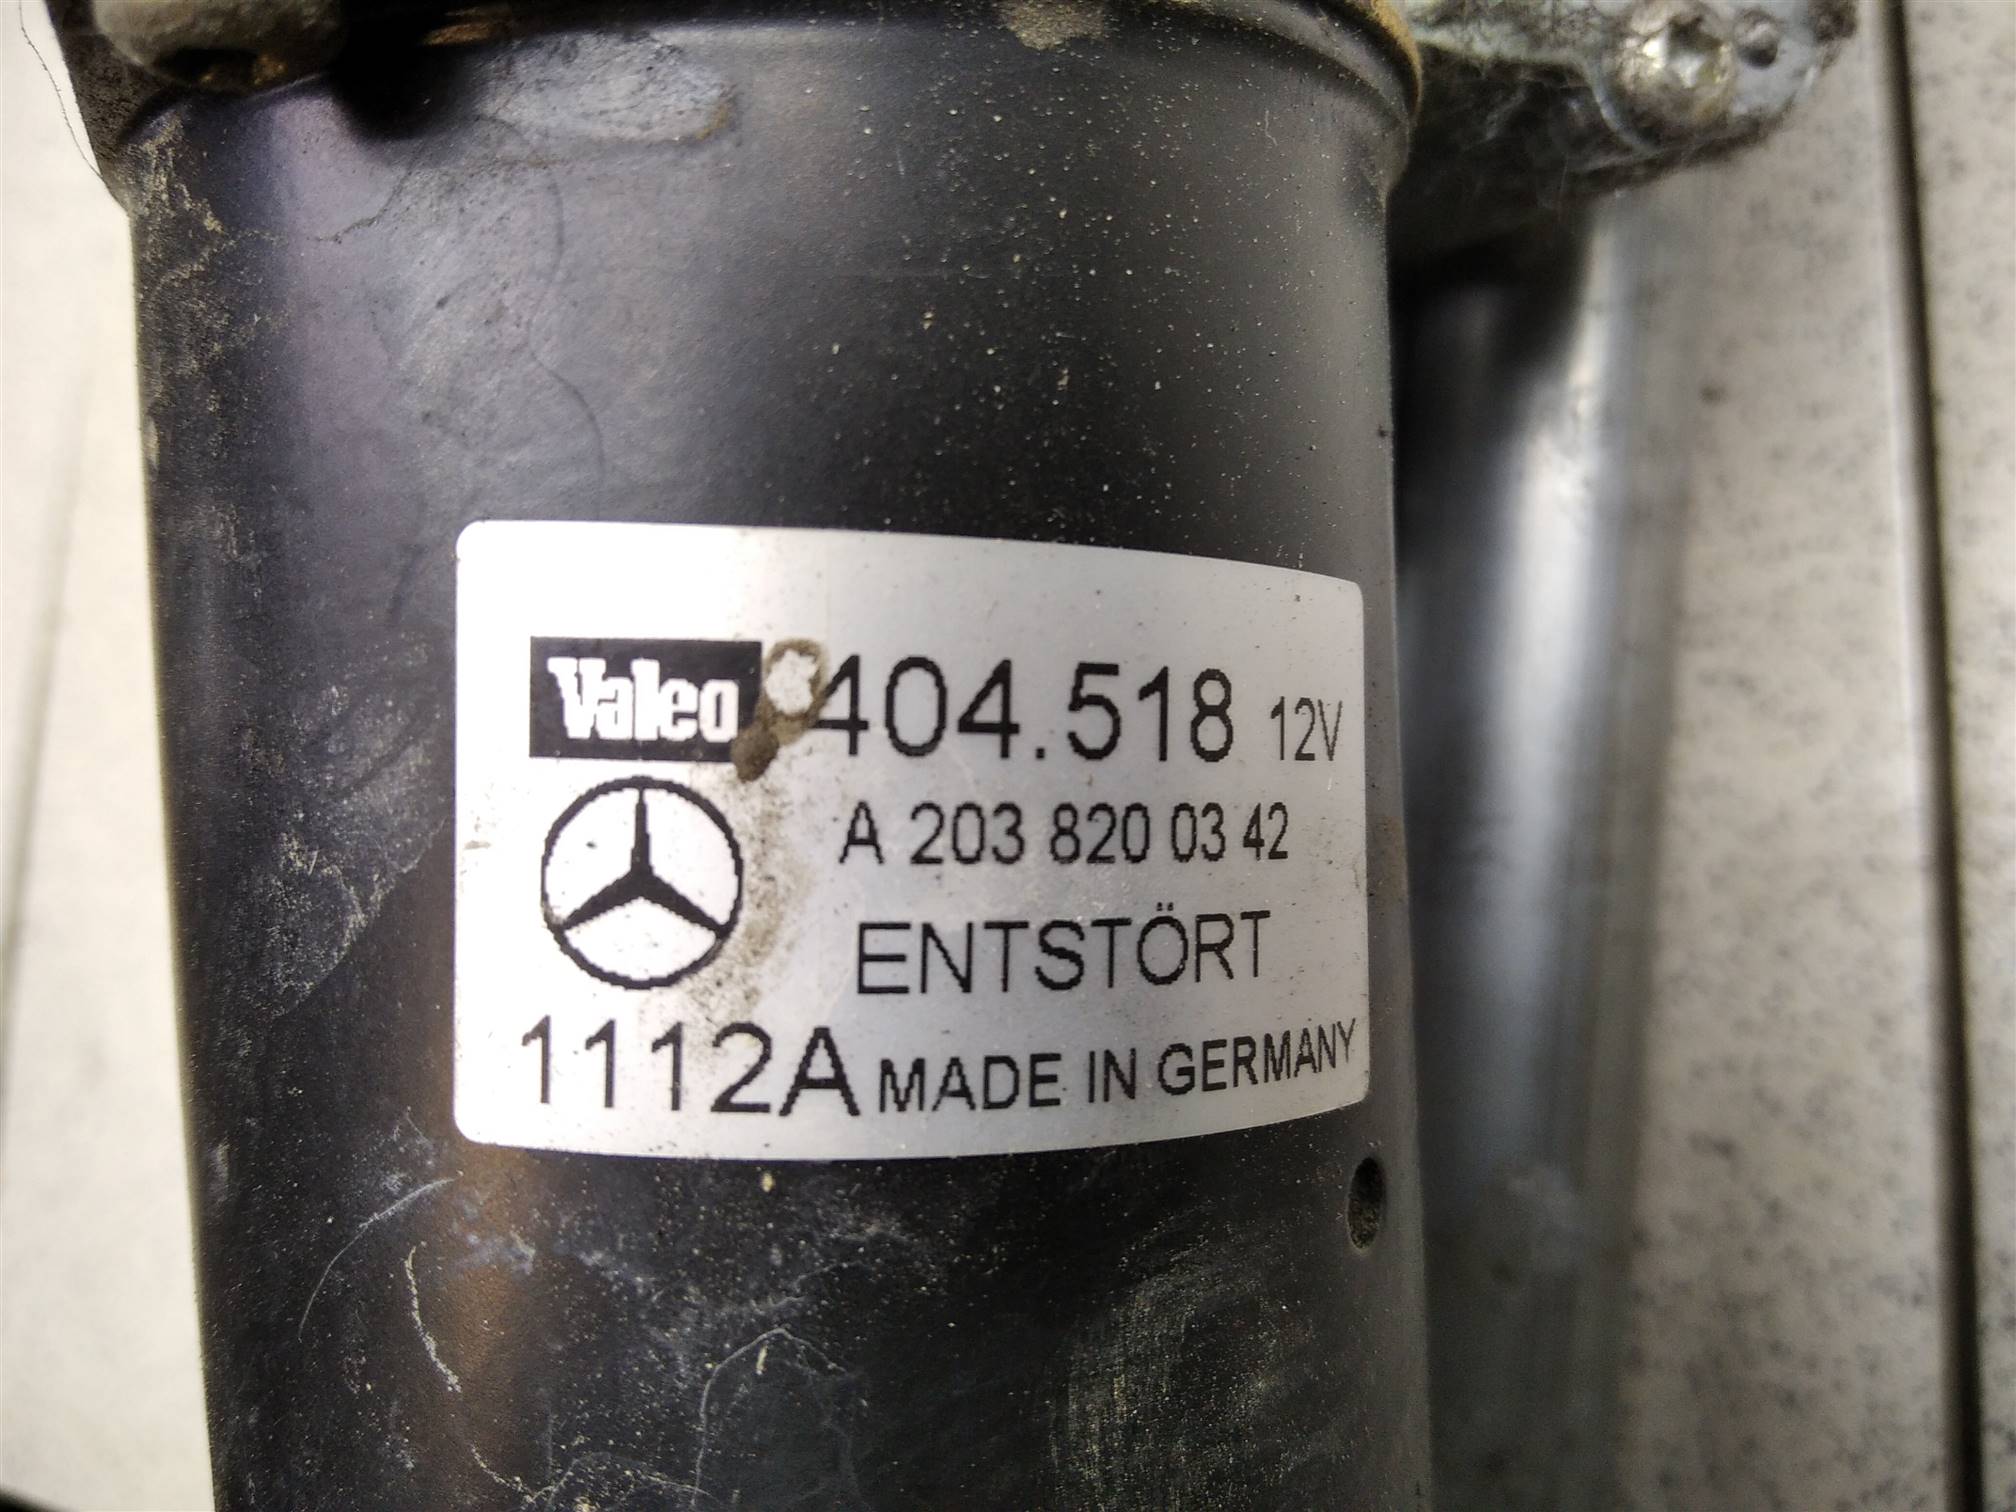 Valeo 404.518 12V
A 203 820 03 42
ENTSTÖRT
1112A MADE IN GERMANY